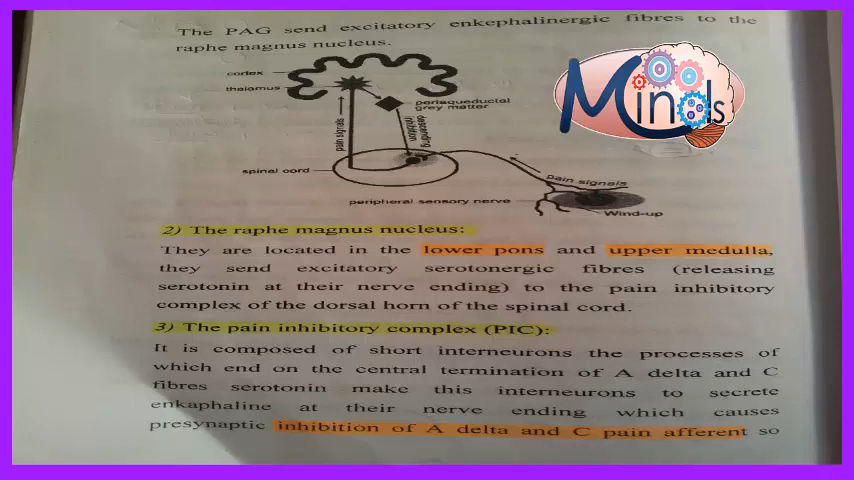 The PAG send excitatory enkephalinergic fibres to the
raphe magnus nucleus.
cortex
thalamus
periaqueductal
grey matter
pain signals
descending
inhibition
Minds
spinal cord
pain signals
peripheral sensory nerve
Wind-up
2) The raphe magnus nucleus:
They are located in the lower pons and upper medulla,
they send excitatory serotonergic fibres (releasing
serotonin at their nerve ending) to the pain inhibitory
complex of the dorsal horn of the spinal cord.
3) The pain inhibitory complex (PIC):
It is composed of short interneurons the processes of
which end on the central termination of A delta and C
fibres serotonin make this interneurons to secrete
enkaphaline at their nerve ending which causes
presynaptic inhibition of A delta and C pain afferent so